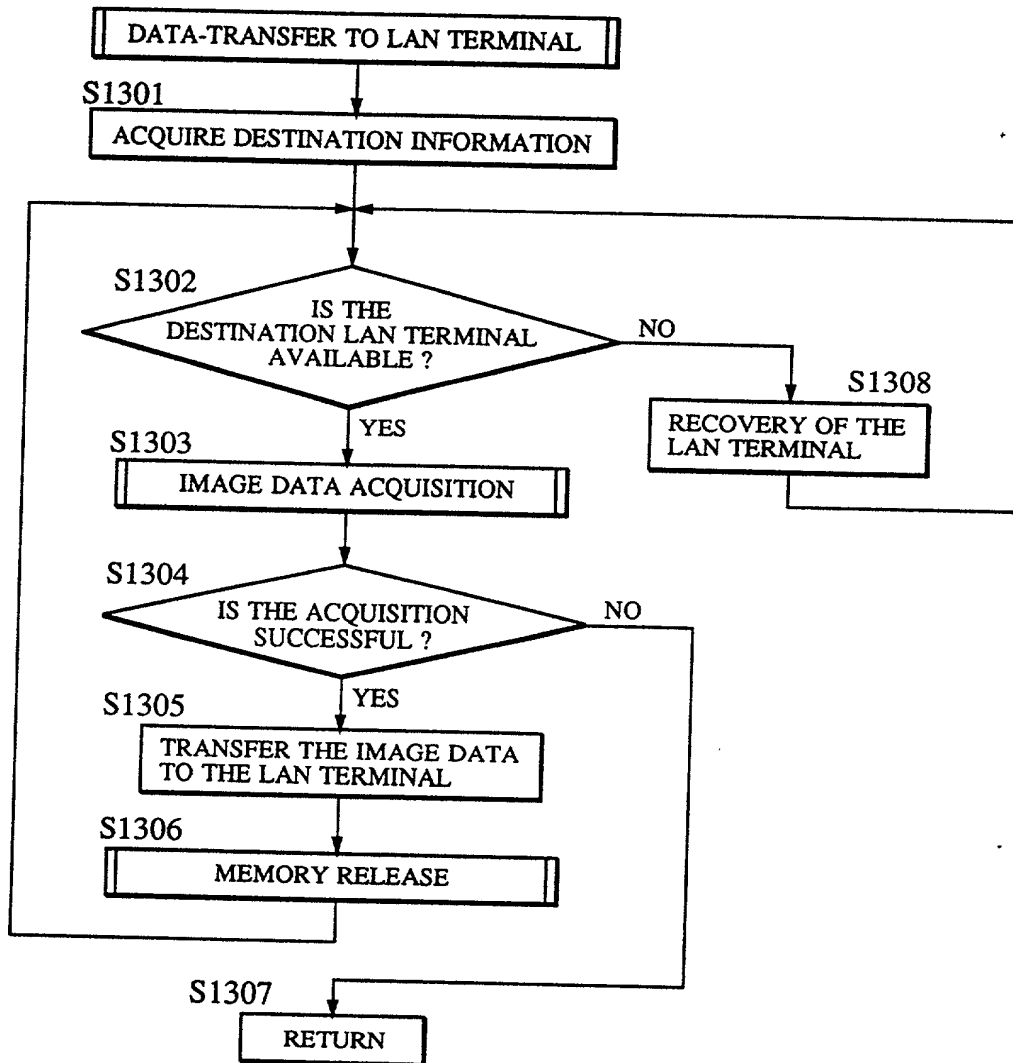 DATA-TRANSFER TO LAN TERMINAL
S1301
ACQUIRE DESTINATION INFORMATION
S1302
IS THE
DESTINATION LAN TERMINAL
AVAILABLE ?
NO
YES
S1308
RECOVERY OF THE
LAN TERMINAL
S1303
IMAGE DATA ACQUISITION
S1304
IS THE ACQUISITION
SUCCESSFUL ?
NO
YES
S1305
TRANSFER THE IMAGE DATA
TO THE LAN TERMINAL
S1306
MEMORY RELEASE
S1307
RETURN